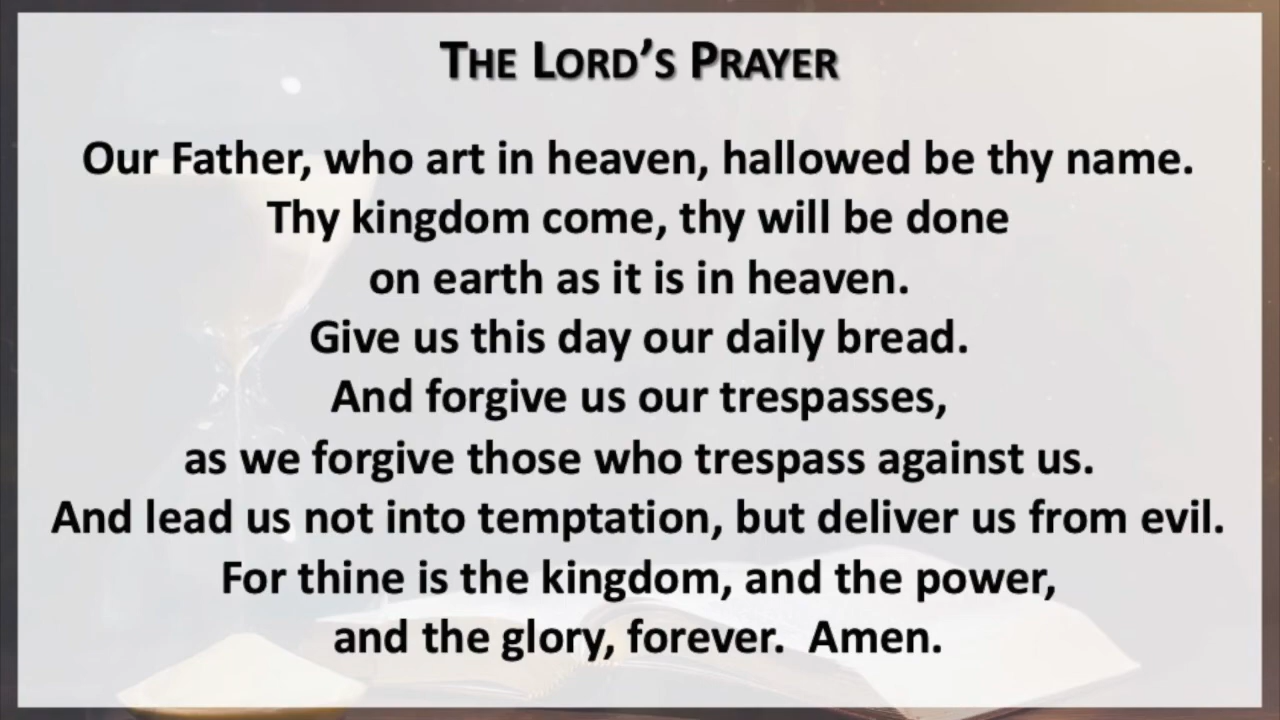 THE LORD’S PRAYER
Our Father, who art in heaven, hallowed be thy name.
Thy kingdom come, thy will be done
on earth as it is in heaven.
Give us this day our daily bread.
And forgive us our trespasses,
as we forgive those who trespass against us.
And lead us not into temptation, but deliver us from evil.
For thine is the kingdom, and the power,
and the glory, forever.  Amen.